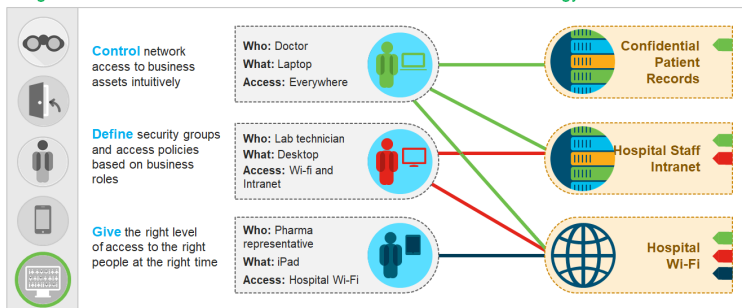 Control network
access to business
assets intuitively
Define security groups
and access policies
based on business
roles
Give the right level
of access to the right
people at the right time
Who: Doctor
What: Laptop
Access: Everywhere
Who: Lab technician
What: Desktop
Access: Wi-fi and
Intranet
Who: Pharma
representative
What: iPad
Access: Hospital Wi-Fi
Confidential
Patient
Records
Hospital Staff
Intranet
Hospital
Wi-Fi